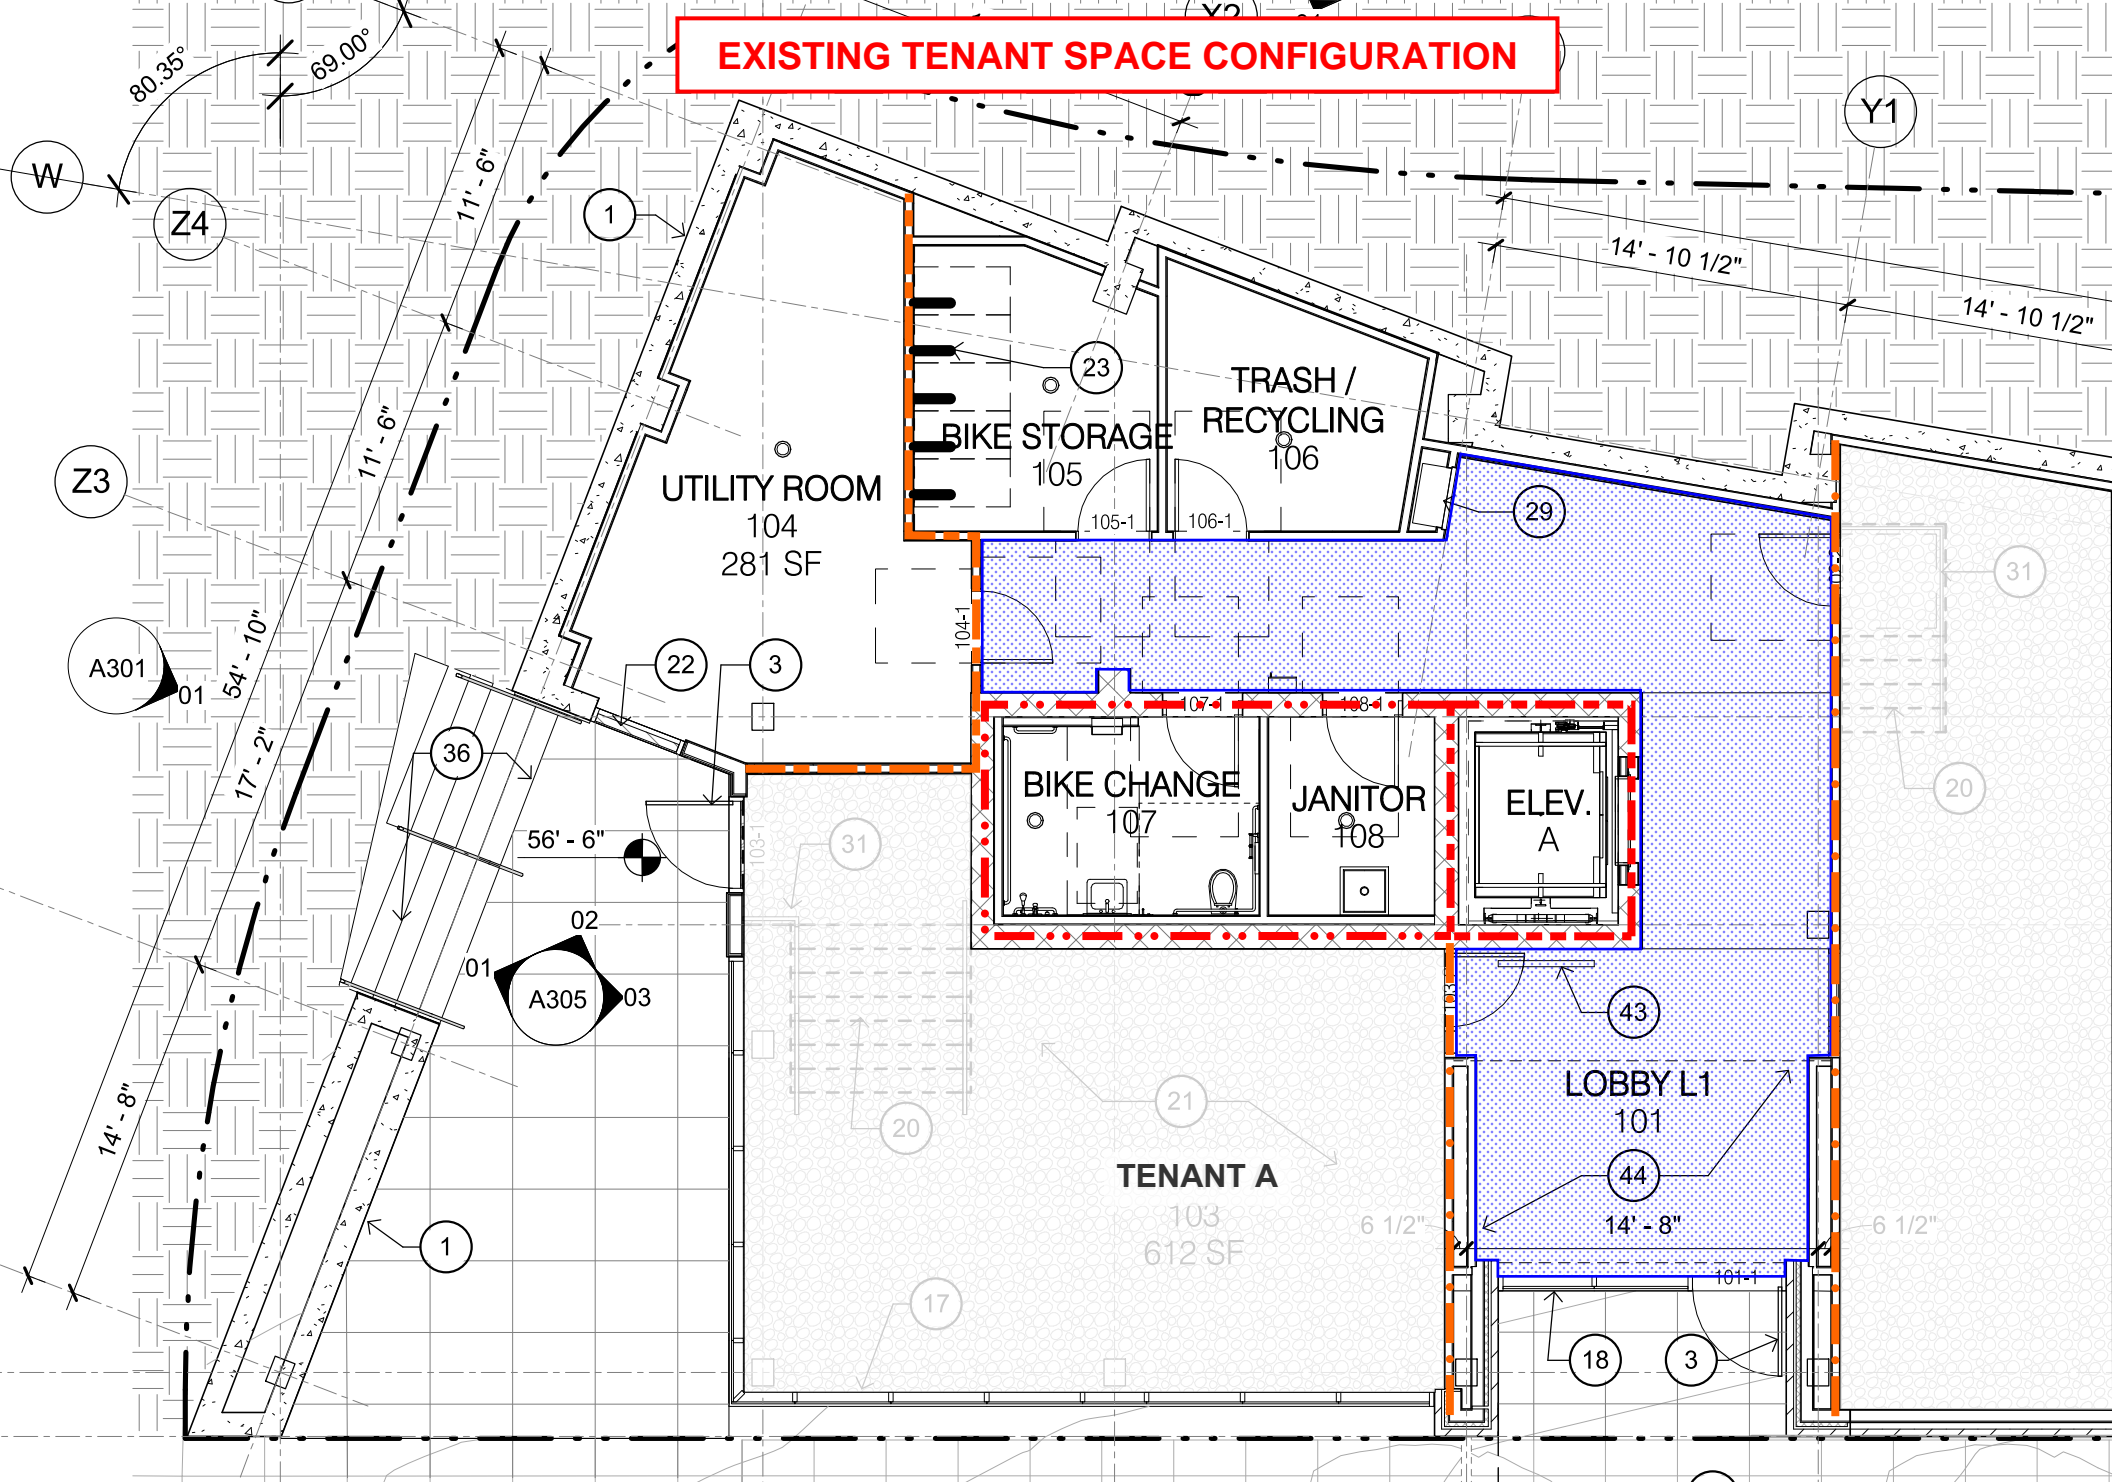 EXISTING TENANT SPACE CONFIGURATION
80.35°
69.00°
W
Z4
Z3
Y1
11' - 6"
11' - 6"
54' - 10"
17' - 2"
14' - 8"
14' - 10 1/2"
14' - 10 1/2"
1
23
29
31
UTILITY ROOM
104
281 SF
BIKE STORAGE
105
TRASH /
RECYCLING
106
105-1
106-1
104-1
A301
01
22
3
36
56' - 6"
107-1
108-1
BIKE CHANGE
107
JANITOR
108
ELEV.
A
20
31
02
01
A305
03
43
20
21
LOBBY L1
101
TENANT A
103
612 SF
44
14' - 8"
6 1/2"
6 1/2"
1
17
101-1
18
3